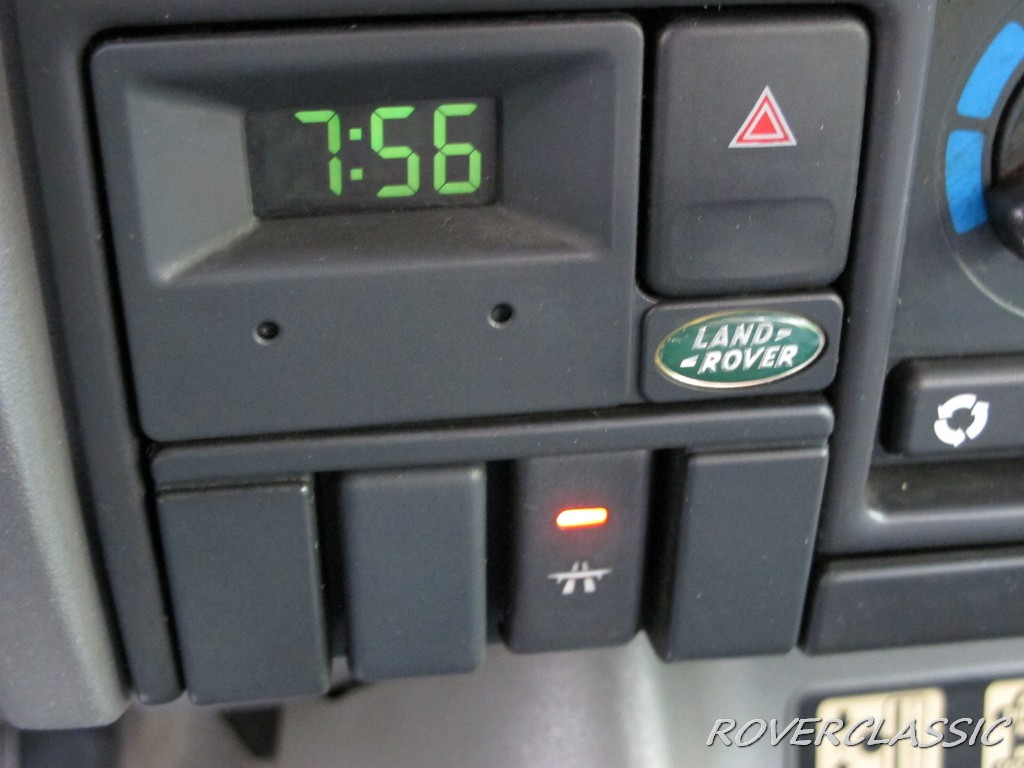 7:56
LAND-
-ROVER
ROVERCLASSIC